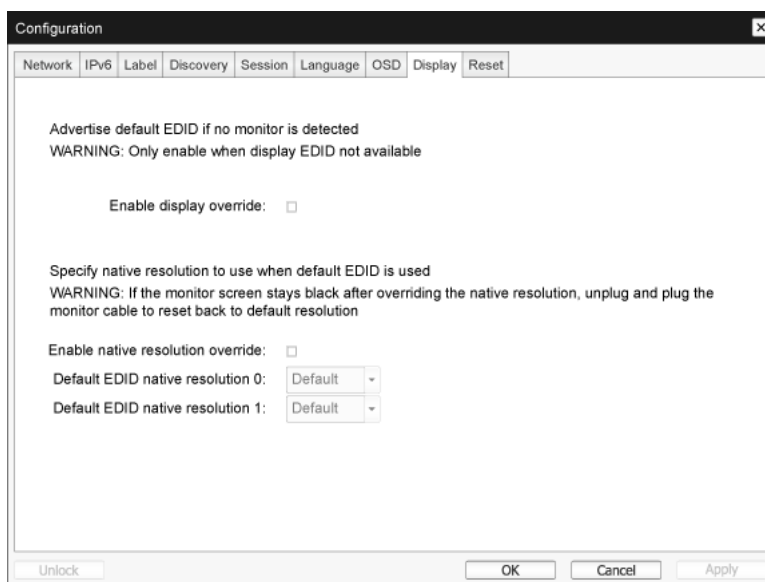 Configuration
Network IPv6 Label Discovery Session Language OSD Display Reset
Advertise default EDID if no monitor is detected
WARNING: Only enable when display EDID not available
Enable display override:
Specify native resolution to use when default EDID is used
WARNING: If the monitor screen stays black after overriding the native resolution, unplug and plug the
monitor cable to reset back to default resolution
Enable native resolution override:
Default EDID native resolution 0: Default
Default EDID native resolution 1: Default
Unlock OK Cancel Apply